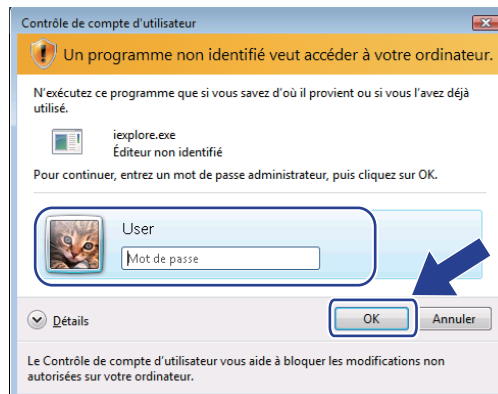 Contrôle de compte d'utilisateur
Un programme non identifié veut accéder à votre ordinateur.
N'exécutez ce programme que si vous savez d'où il provient ou si vous l'avez déjà
utilisé.
iexplore.exe
Éditeur non identifié
Pour continuer, entrez un mot de passe administrateur, puis cliquez sur OK.
User
Mot de passe
Détails
OK
Annuler
Le Contrôle de compte d'utilisateur vous aide à bloquer les modifications non
autorisées sur votre ordinateur.